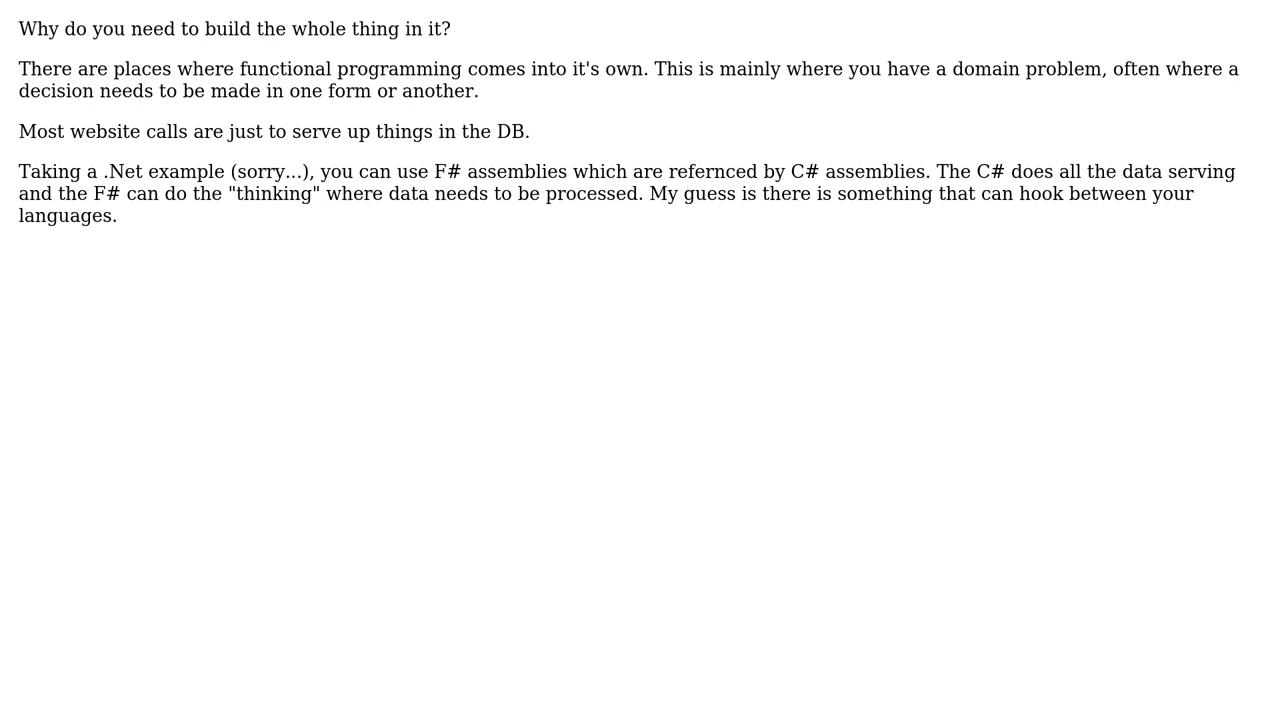 Why do you need to build the whole thing in it?
There are places where functional programming comes into it's own. This is mainly where you have a domain problem, often where a
decision needs to be made in one form or another.
Most website calls are just to serve up things in the DB.
Taking a .Net example (sorry...), you can use F# assemblies which are refernced by C# assemblies. The C# does all the data serving
and the F# can do the "thinking" where data needs to be processed. My guess is there is something that can hook between your
languages.